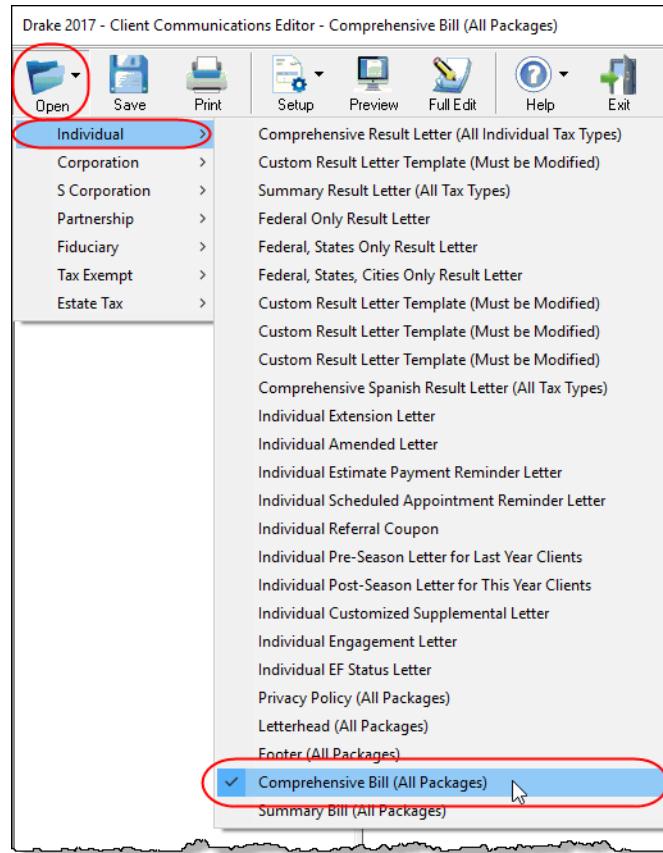 Drake 2017 - Client Communications Editor - Comprehensive Bill (All Packages)
Open Save Print Setup Preview Full Edit Help Exit
Individual
Corporation
S Corporation
Partnership
Fiduciary
Tax Exempt
Estate Tax
Comprehensive Result Letter (All Individual Tax Types)
Custom Result Letter Template (Must be Modified)
Summary Result Letter (All Tax Types)
Federal Only Result Letter
Federal, States Only Result Letter
Federal, States, Cities Only Result Letter
Custom Result Letter Template (Must be Modified)
Custom Result Letter Template (Must be Modified)
Custom Result Letter Template (Must be Modified)
Comprehensive Spanish Result Letter (All Tax Types)
Individual Extension Letter
Individual Amended Letter
Individual Estimate Payment Reminder Letter
Individual Scheduled Appointment Reminder Letter
Individual Referral Coupon
Individual Pre-Season Letter for Last Year Clients
Individual Post-Season Letter for This Year Clients
Individual Customized Supplemental Letter
Individual Engagement Letter
Individual EF Status Letter
Privacy Policy (All Packages)
Letterhead (All Packages)
Footer (All Packages)
Comprehensive Bill (All Packages)
Summary Bill (All Packages)